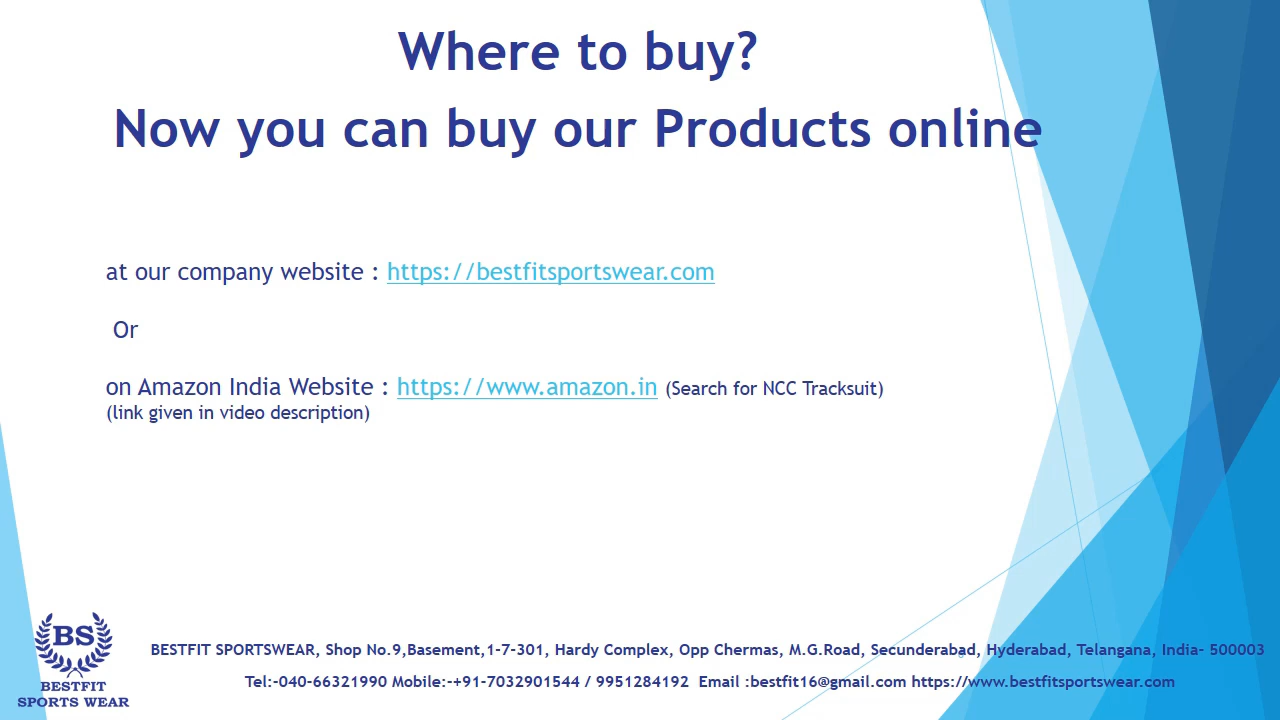 Where to buy?
Now you can buy our Products online
at our company website : https://bestfitsportswear.com
Or
on Amazon India Website : https://www.amazon.in (Search for NCC Tracksuit)
(link given in video description)
BS
BESTFIT
SPORTS WEAR
BESTFIT SPORTSWEAR, Shop No.9,Basement,1-7-301, Hardy Complex, Opp Chermas, M.G.Road, Secunderabad, Hyderabad, Telangana, India- 500003
Tel:-040-66321990 Mobile:-+91-7032901544 / 9951284192 Email :bestfit16@gmail.com https://www.bestfitsportswear.com